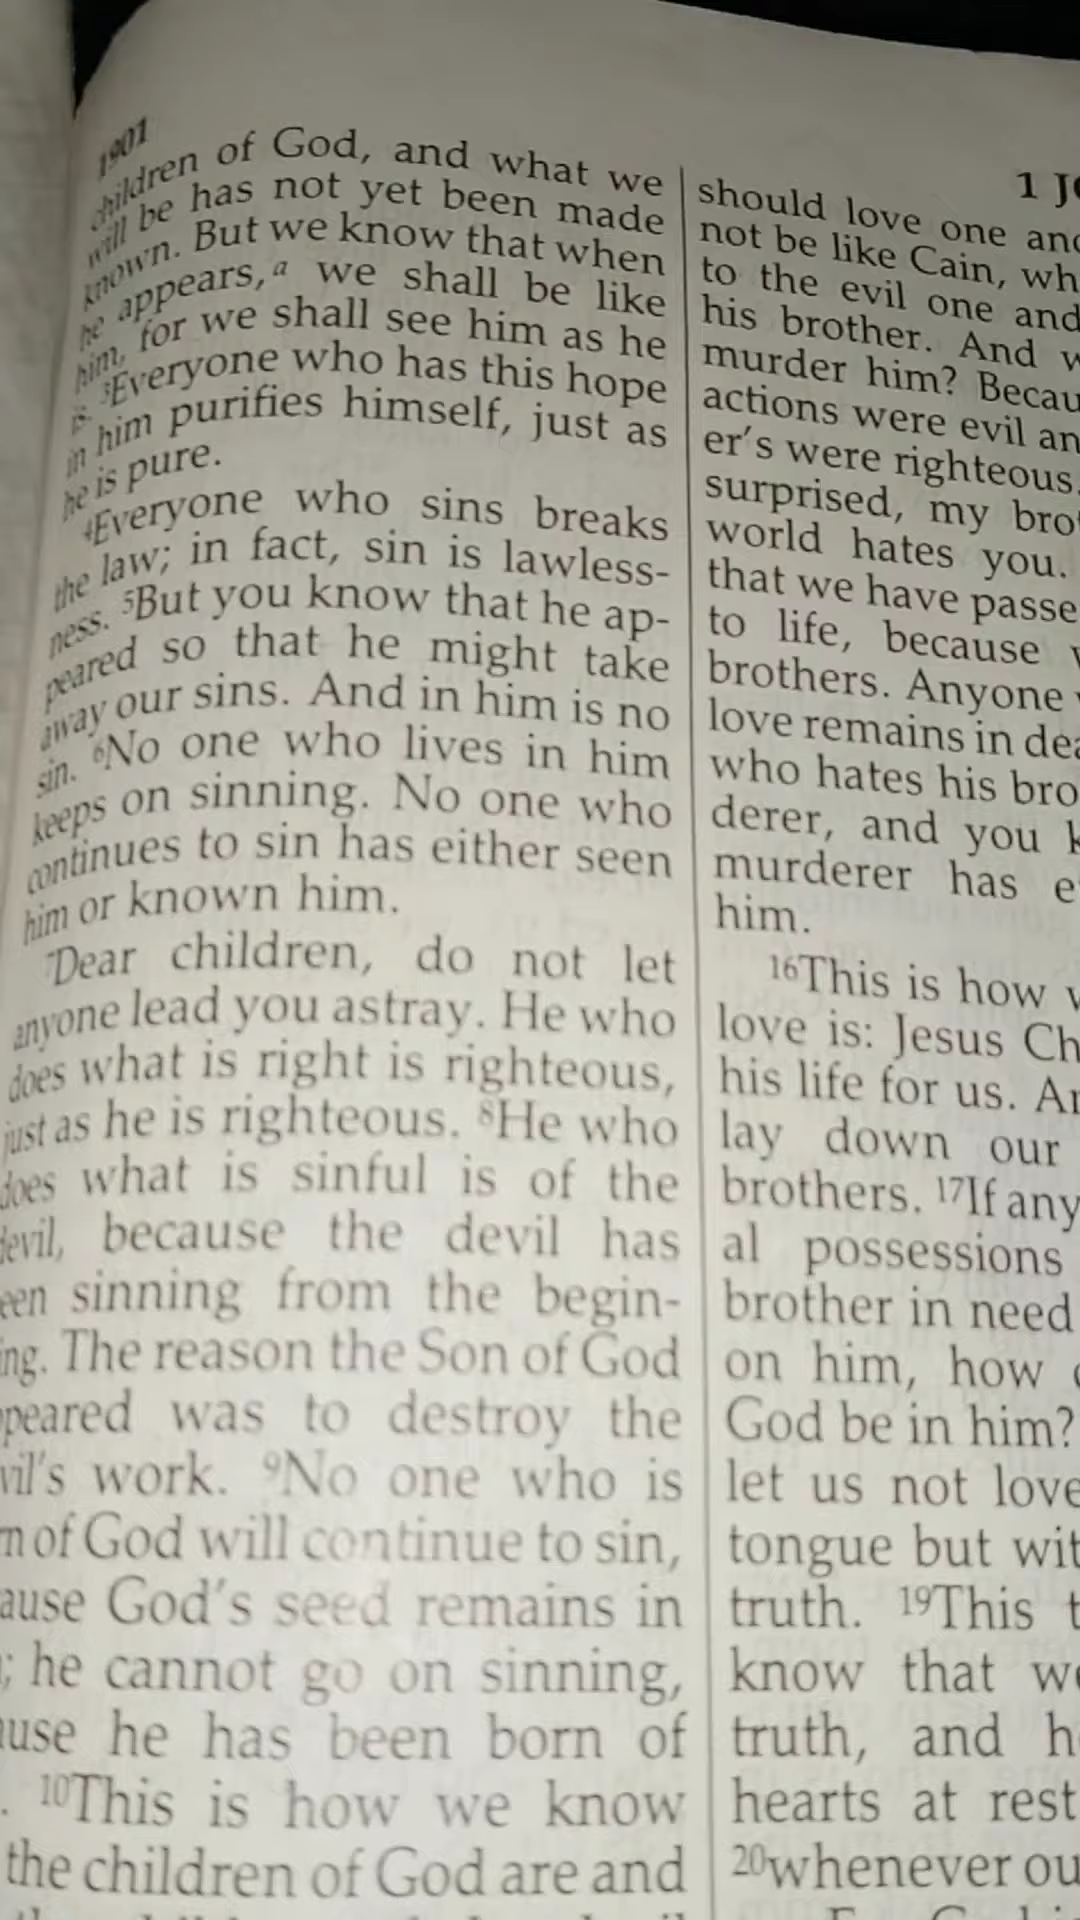 1901
children of God, and what we
will be has not yet been made
known. But we know that when
he appears,a we shall be like
him, for we shall see him as he
is. 3Everyone who has this hope
in him purifies himself, just as
he is pure.
4Everyone who sins breaks
the law; in fact, sin is lawless-
ness. 5But you know that he ap-
peared so that he might take
away our sins. And in him is no
sin. 6No one who lives in him
keeps on sinning. No one who
continues to sin has either seen
him or known him.
7Dear children, do not let
anyone lead you astray. He who
does what is right is righteous,
just as he is righteous. 8He who
does what is sinful is of the
devil, because the devil has
een sinning from the begin-
ing. The reason the Son of God
peared was to destroy the
vil's work. 9No one who is
n of God will continue to sin,
ause God's seed remains in
; he cannot go on sinning,
ause he has been born of
. 10This is how we know
the children of God are and
1 JO
should love one and
not be like Cain, wh
to the evil one and
his brother. And w
murder him? Becau
actions were evil an
er's were righteous.
surprised, my brot
world hates you.
that we have passe
to life, because w
brothers. Anyone w
love remains in dea
who hates his bro
derer, and you k
murderer has e
him.
16This is how w
love is: Jesus Ch
his life for us. An
lay down our
brothers. 17If any
al possessions
brother in need
on him, how c
God be in him?
let us not love
tongue but wit
truth. 19This t
know that we
truth, and h
hearts at rest
20whenever ou